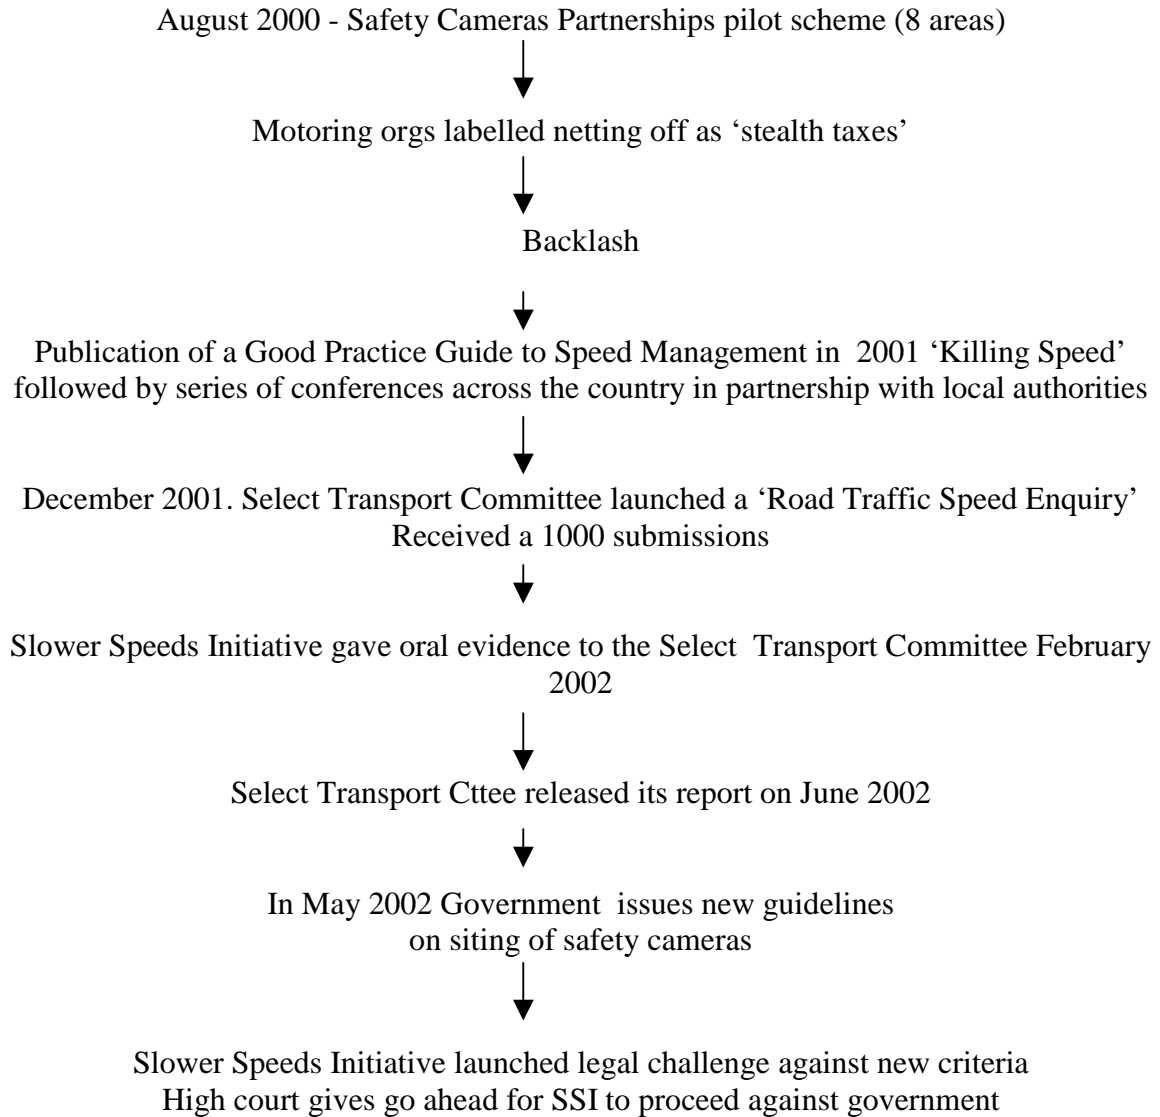 August 2000 - Safety Cameras Partnerships pilot scheme (8 areas)
Motoring orgs labelled netting off as ‘stealth taxes’
Backlash
Publication of a Good Practice Guide to Speed Management in  2001 ‘Killing Speed’
followed by series of conferences across the country in partnership with local authorities
December 2001. Select Transport Committee launched a ‘Road Traffic Speed Enquiry’
Received a 1000 submissions
Slower Speeds Initiative gave oral evidence to the Select  Transport Committee February
2002
Select Transport Cttee released its report on June 2002
In May 2002 Government  issues new guidelines
on siting of safety cameras
Slower Speeds Initiative launched legal challenge against new criteria
High court gives go ahead for SSI to proceed against government